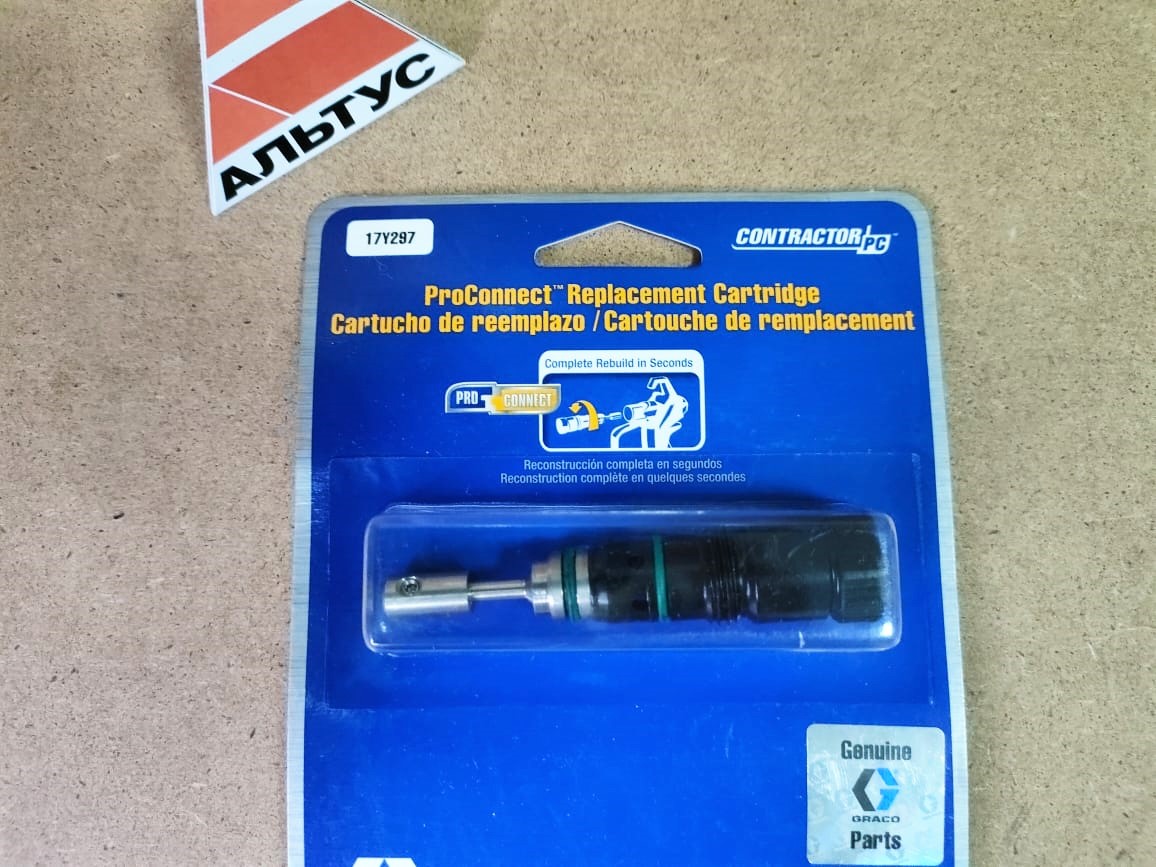 АЛЬТУС
17Y297
CONTRACTOR PC™
ProConnect™ Replacement Cartridge
Cartucho de reemplazo / Cartouche de remplacement
Complete Rebuild in Seconds
PRO CONNECT
Reconstrucción completa en segundos
Reconstruction complète en quelques secondes
Genuine
GRACO
Parts